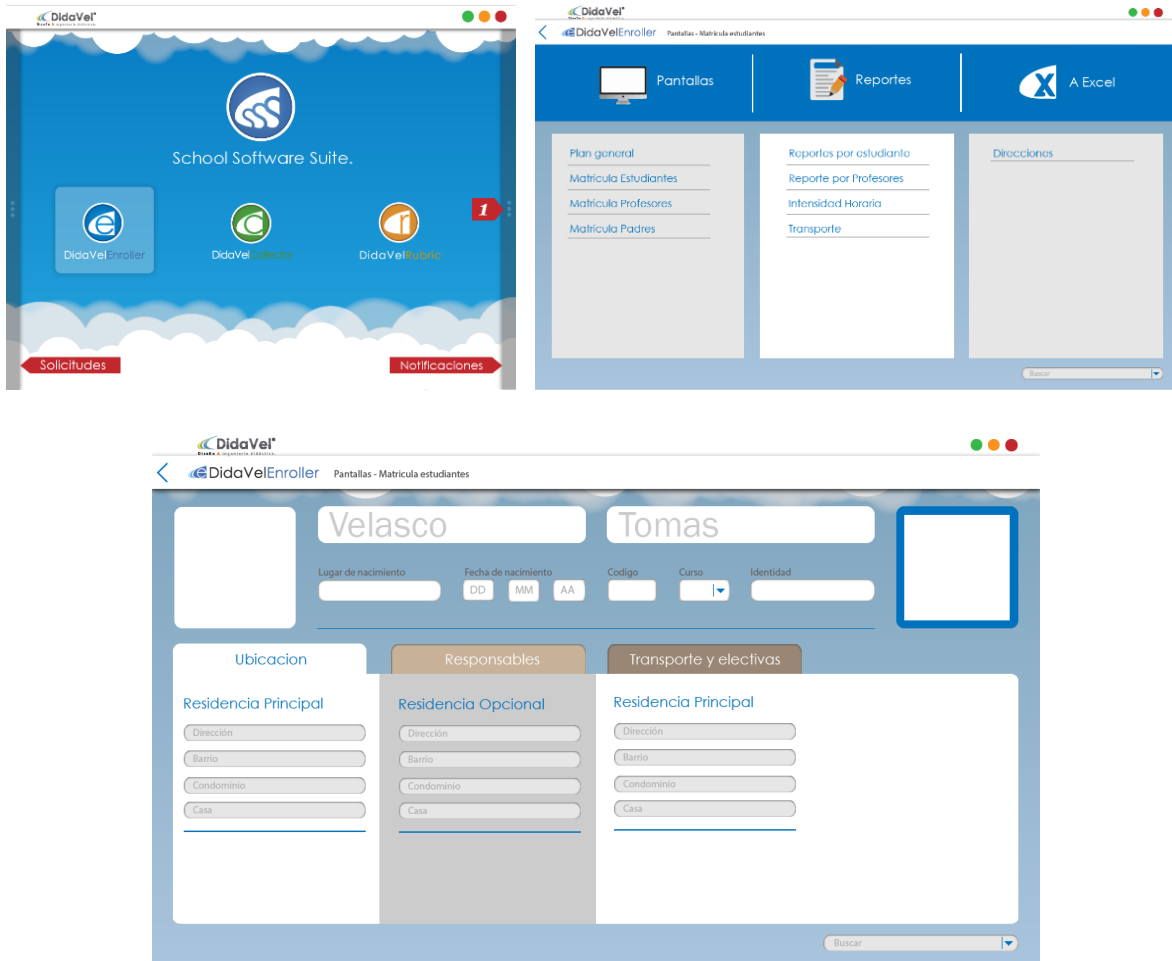 DidaVel
School Software Suite.
1
DidaVelEnroller
DidaVelColector
DidaVelRubric
Solicitudes
Notificaciones
DidaVel
DidaVelEnroller Pantallas - Matricula estudiantes
Pantallas
Reportes
A Excel
Plan general
Matricula Estudiantes
Matricula Profesores
Matricula Padres
Reportes por estudiante
Reporte por Profesores
Intensidad Horaria
Transporte
Direcciones
Buscar
DidaVel
DidaVelEnroller Pantallas - Matricula estudiantes
Velasco
Tomas
Lugar de nacimiento
Fecha de nacimiento
Codigo
Curso
Identidad
DD
MM
AA
Ubicacion
Responsables
Transporte y electivas
Residencia Principal
Dirección
Barrio
Condominio
Casa
Residencia Opcional
Dirección
Barrio
Condominio
Casa
Residencia Principal
Dirección
Barrio
Condominio
Casa
Buscar